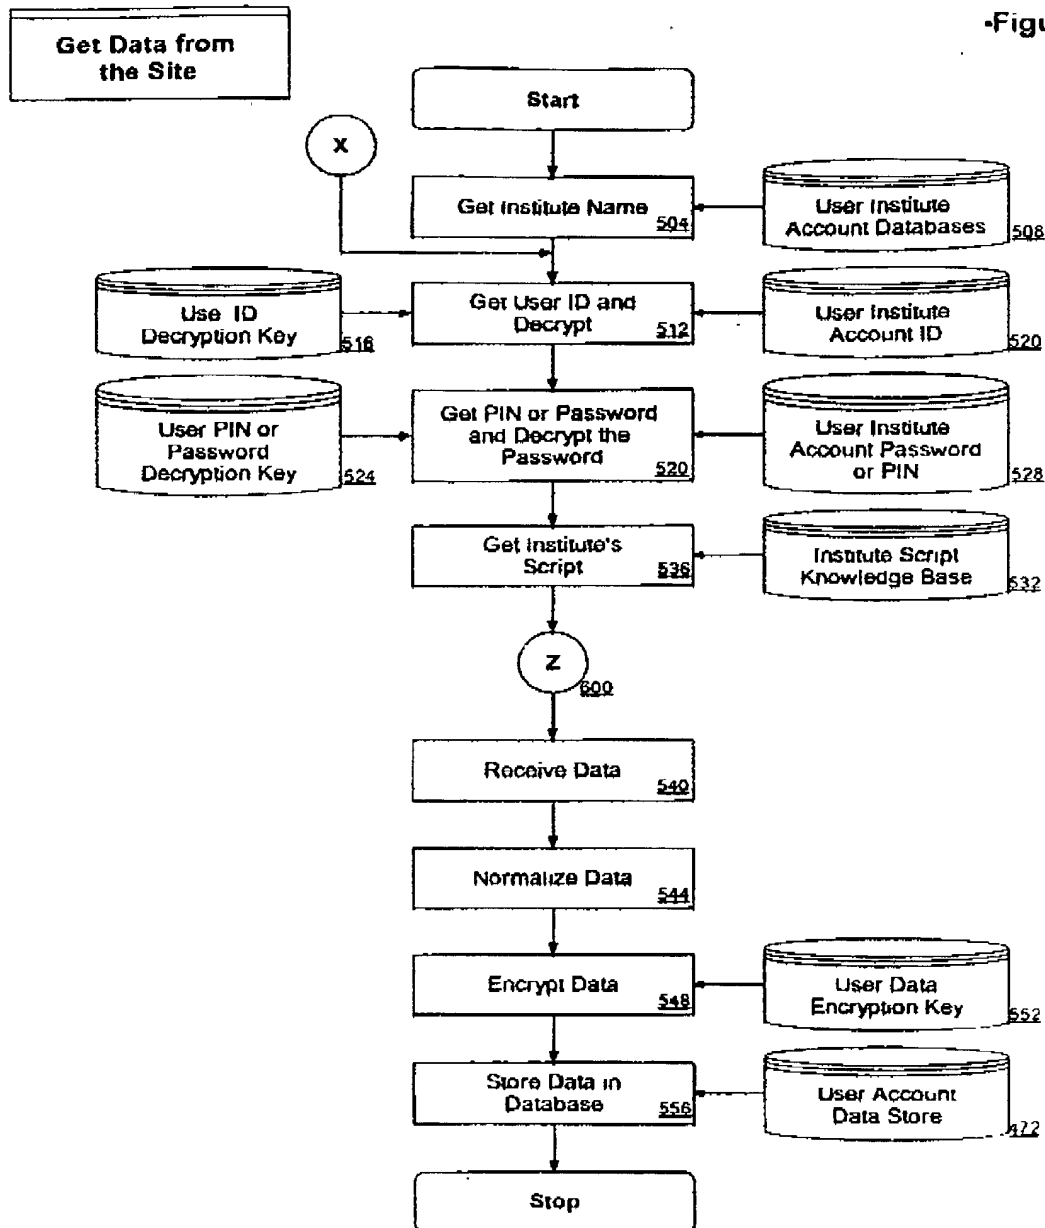 -Figu
Get Data from
the Site
Start
X
Get Institute Name
504
User Institute
Account Databases
508
Use ID
Decryption Key
516
Get User ID and
Decrypt
512
User Institute
Account ID
520
User PIN or
Password
Decryption Key
524
Get PIN or Password
and Decrypt the
Password
520
User Institute
Account Password
or PIN
528
Get Institute's
Script
536
Institute Script
Knowledge Base
532
Z
600
Receive Data
540
Normalize Data
544
Encrypt Data
548
User Data
Encryption Key
552
Store Data in
Database
556
User Account
Data Store
472
Stop